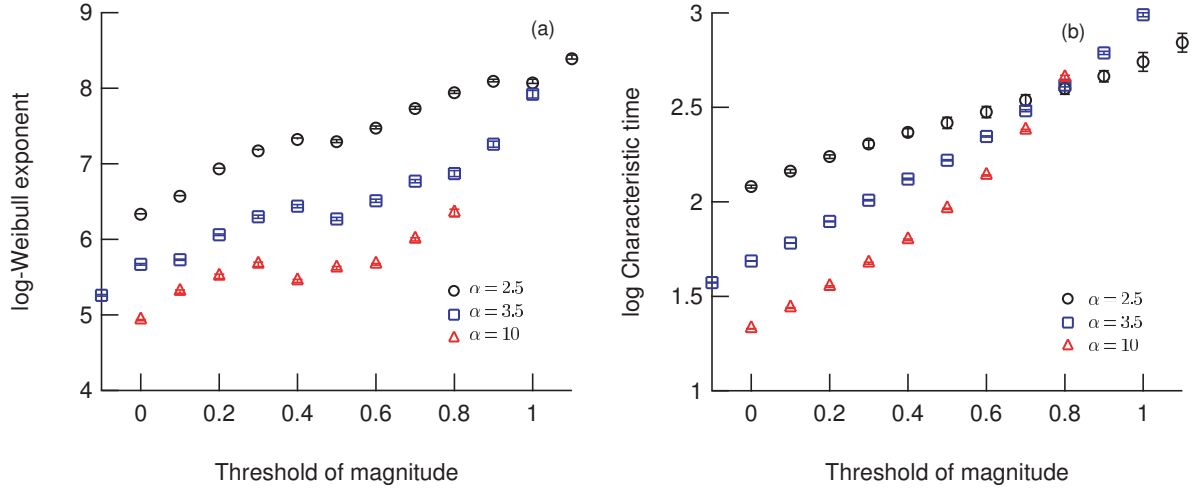 (a)
log-Weibull exponent
9
8
7
6
5
4
0 0.2 0.4 0.6 0.8 1
Threshold of magnitude
α = 2.5
α = 3.5
α = 10
(b)
log Characteristic time
3
2.5
2
1.5
1
0 0.2 0.4 0.6 0.8 1
Threshold of magnitude
α = 2.5
α = 3.5
α = 10